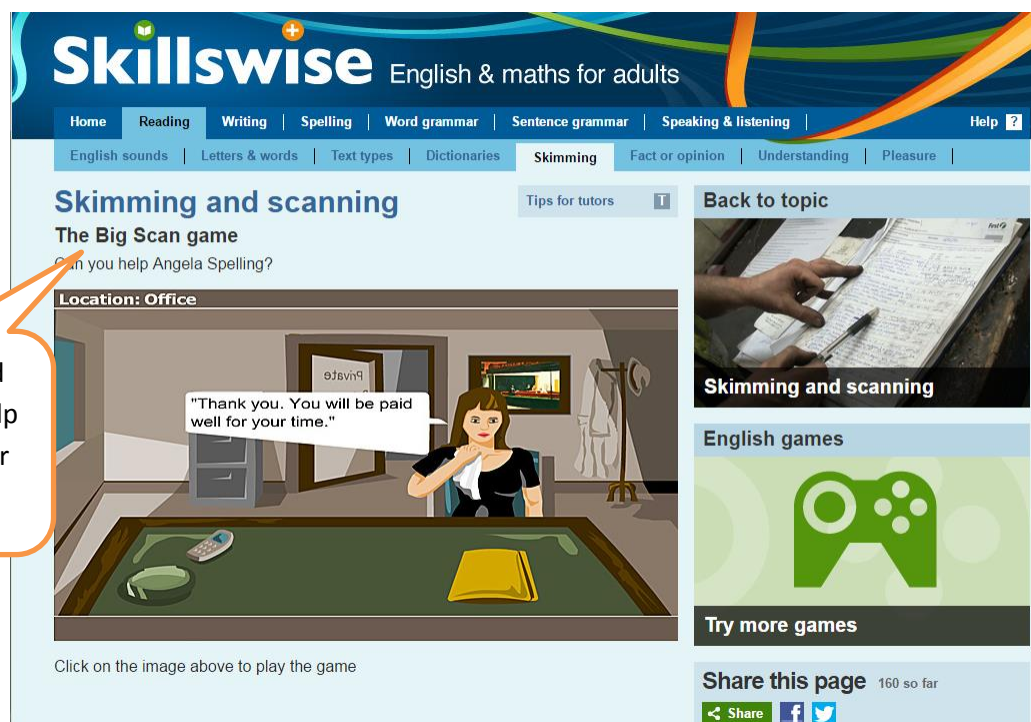 Skillswise English & maths for adults
Home Reading Writing Spelling Word grammar Sentence grammar Speaking & listening Help ?
English sounds Letters & words Text types Dictionaries Skimming Fact or opinion Understanding Pleasure
Skimming and scanning
Tips for tutors T
The Big Scan game
you help Angela Spelling?
Location: Office
Private
"Thank you. You will be paid
well for your time."
Click on the image above to play the game
Back to topic
Skimming and scanning
English games
Try more games
Share this page 160 so far
Share f